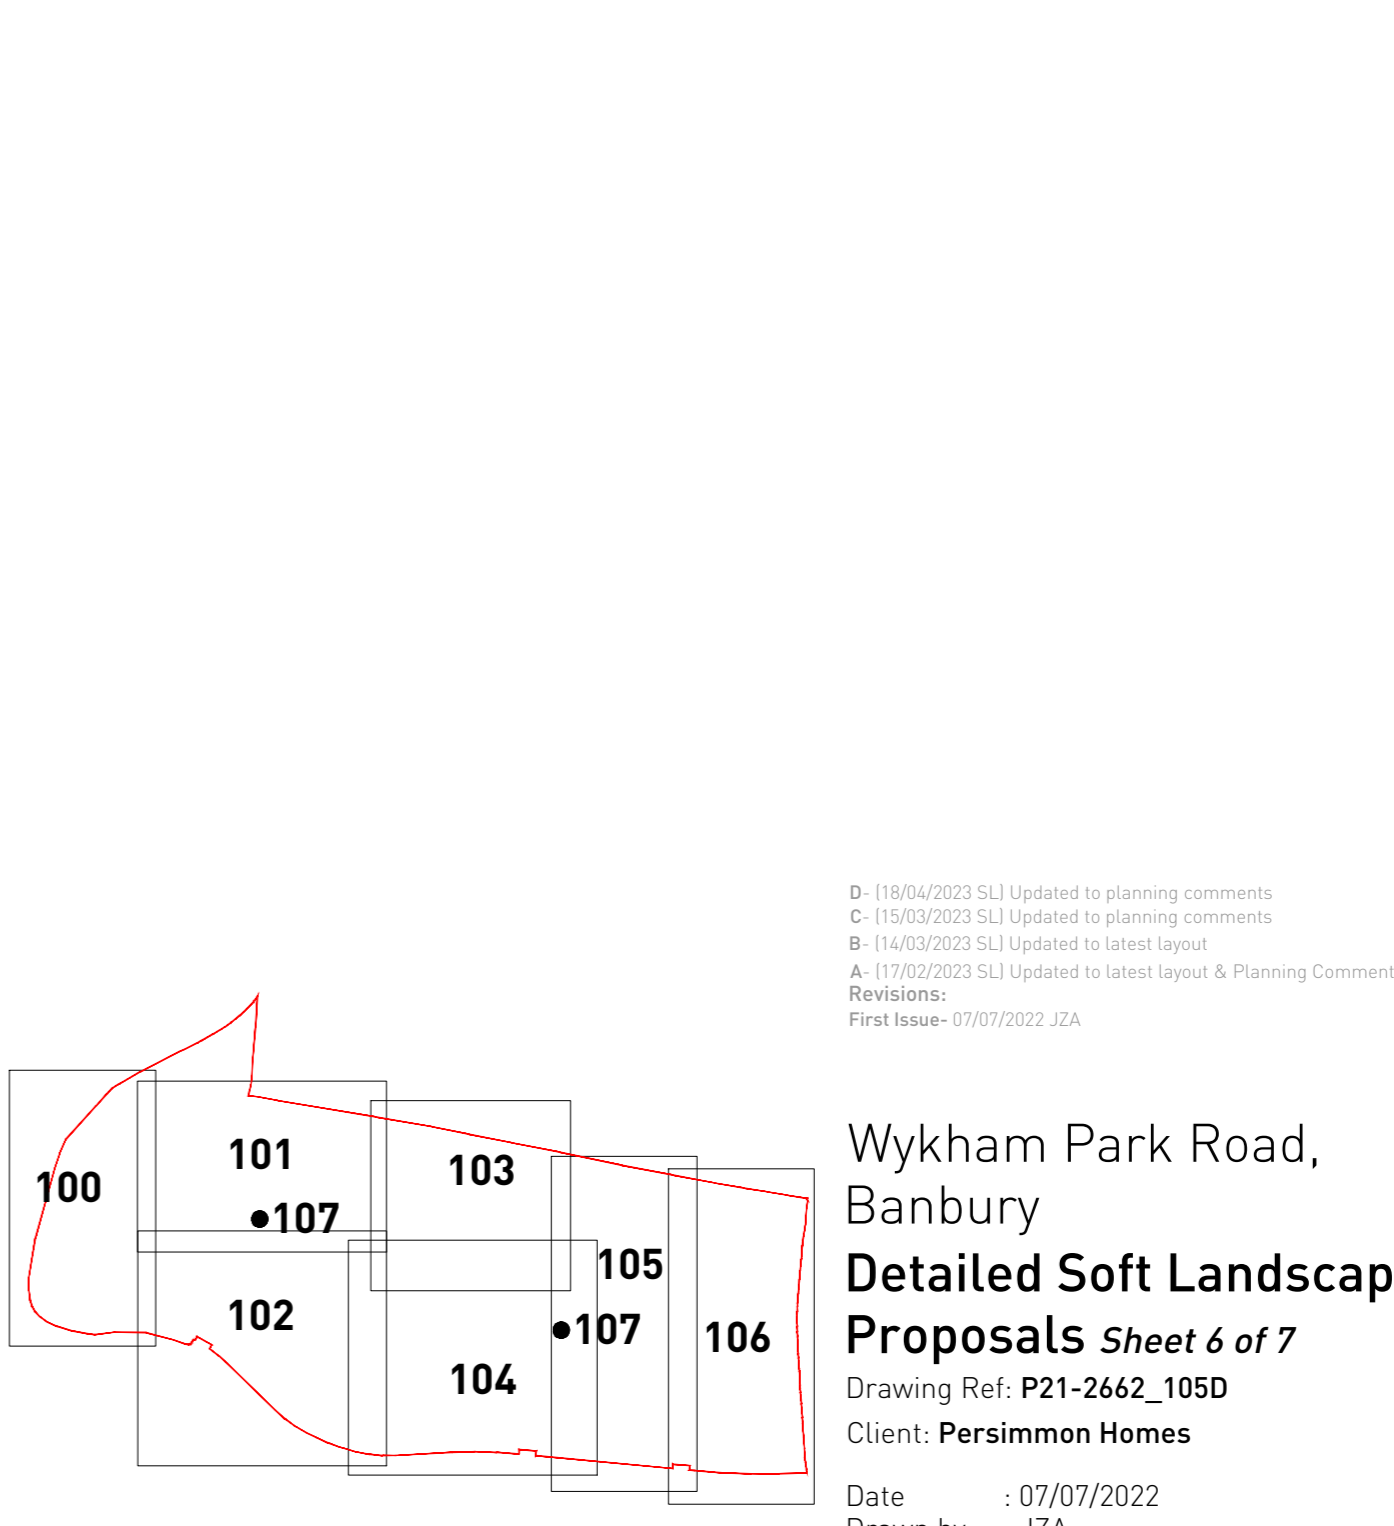 D- (18/04/2023 SL) Updated to planning comments
C- (15/03/2023 SL) Updated to planning comments
B- (14/03/2023 SL) Updated to latest layout
A- (17/02/2023 SL) Updated to latest layout & Planning Comment
Revisions:
First Issue- 07/07/2022 JZA
100
101
107
102
103
104
105
107
106
Wykham Park Road,
Banbury
Detailed Soft Landscap
Proposals Sheet 6 of 7
Drawing Ref: P21-2662_105D
Client: Persimmon Homes
Date : 07/07/2022
Drawn by JZA